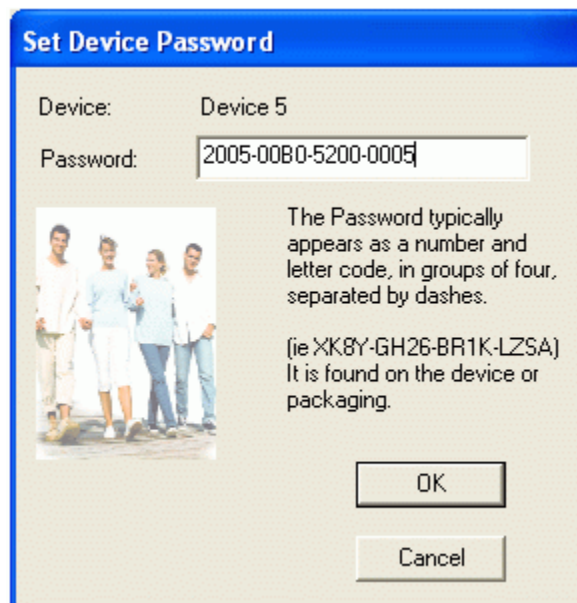 Set Device Password
Device: Device 5
Password: 2005-00B0-5200-0005
The Password typically
appears as a number and
letter code, in groups of four,
separated by dashes.
(ie XK8Y-GH26-BR1K-LZSA)
It is found on the device or
packaging.
OK
Cancel